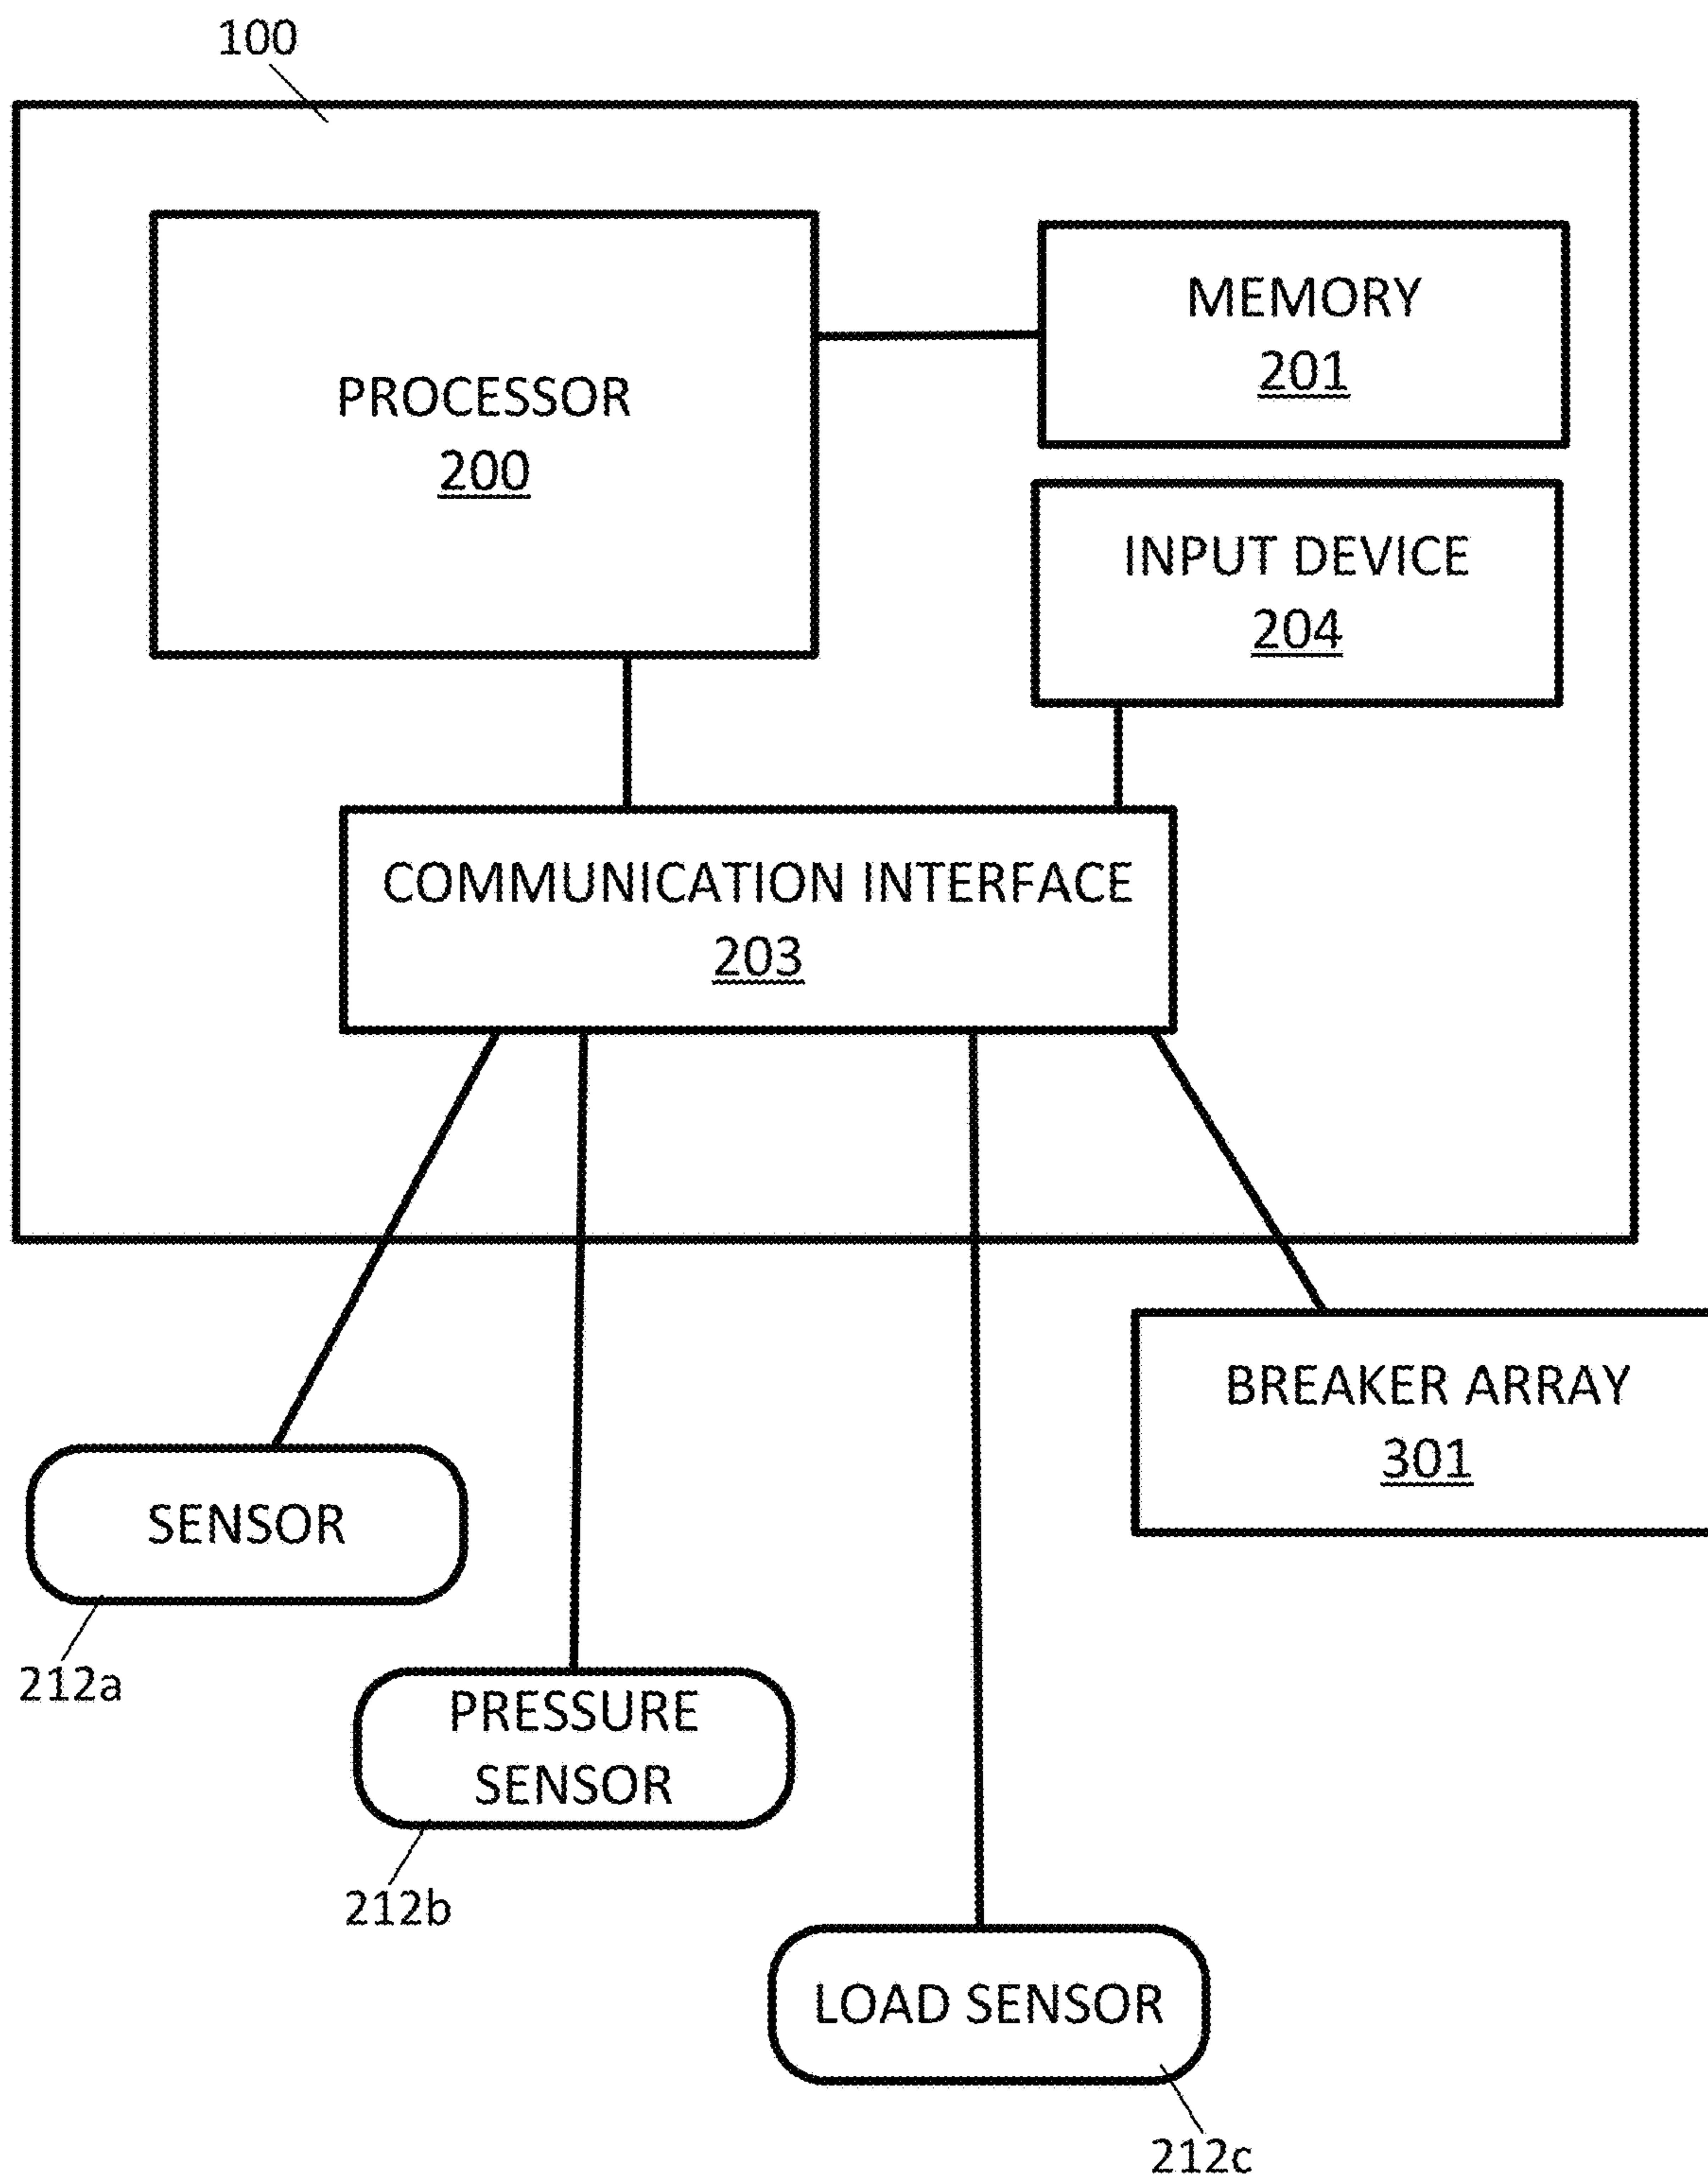 100
PROCESSOR
200
MEMORY
201
INPUT DEVICE
204
COMMUNICATION INTERFACE
203
BREAKER ARRAY
301
SENSOR
212a
PRESSURE
SENSOR
212b
LOAD SENSOR
212c